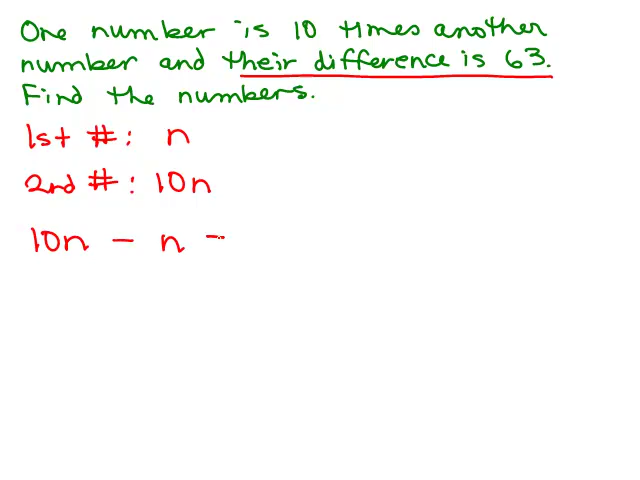 One number is 10 times another
number and their difference is 63.
Find the numbers.
1st #: n
2nd #: 10n
10n - n -